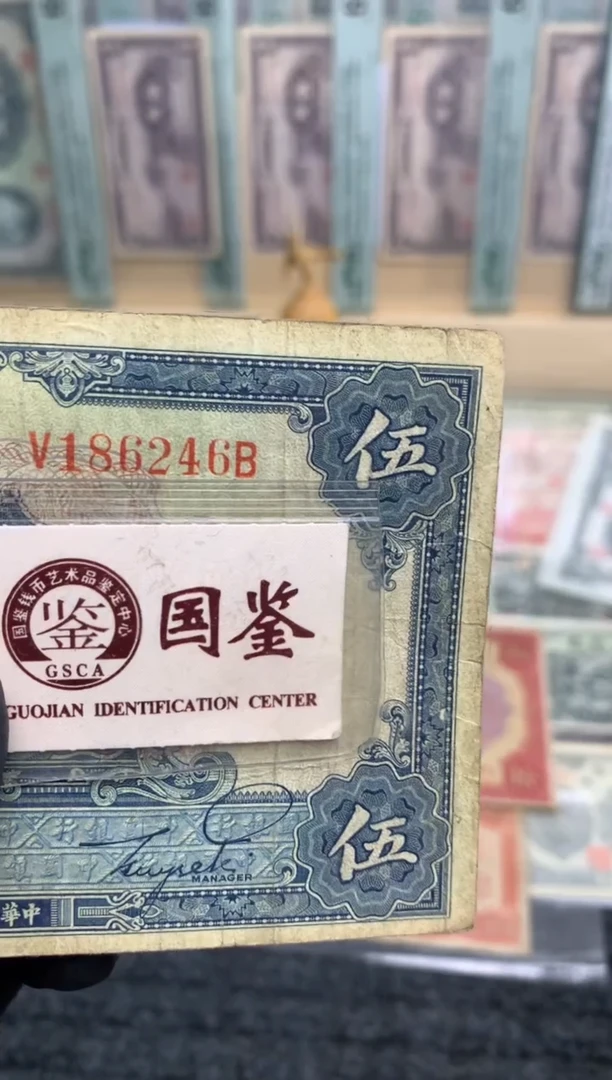 伍
V186246B
国鉴钱币艺术品鉴定中心
鉴
GSCA
国鉴
GUOJIAN IDENTIFICATION CENTER
伍
MANAGER
中華